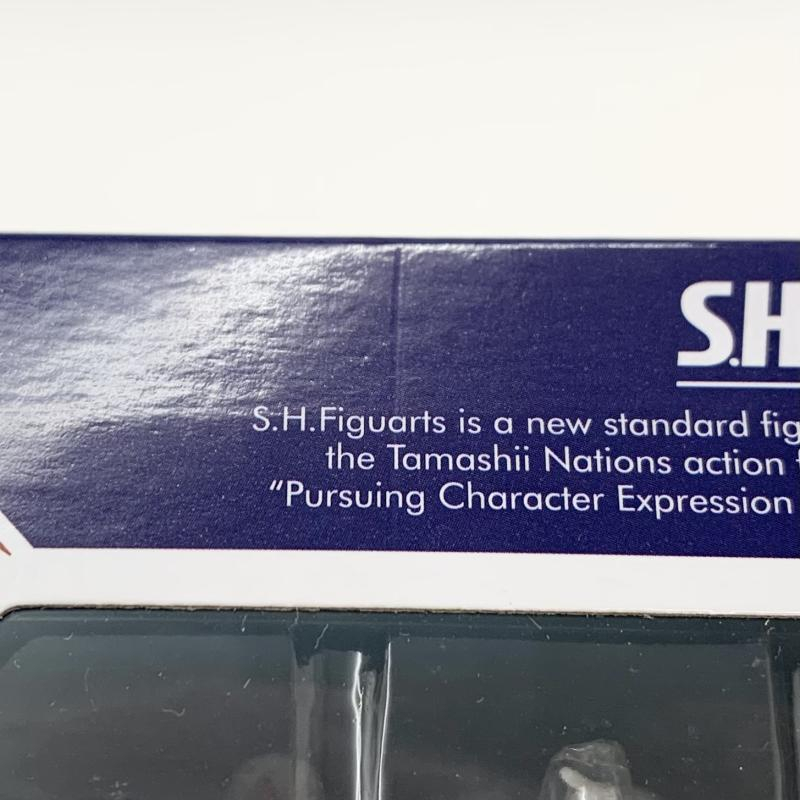 S.H
S.H.Figuarts is a new standard fig
the Tamashii Nations action f
“Pursuing Character Expression